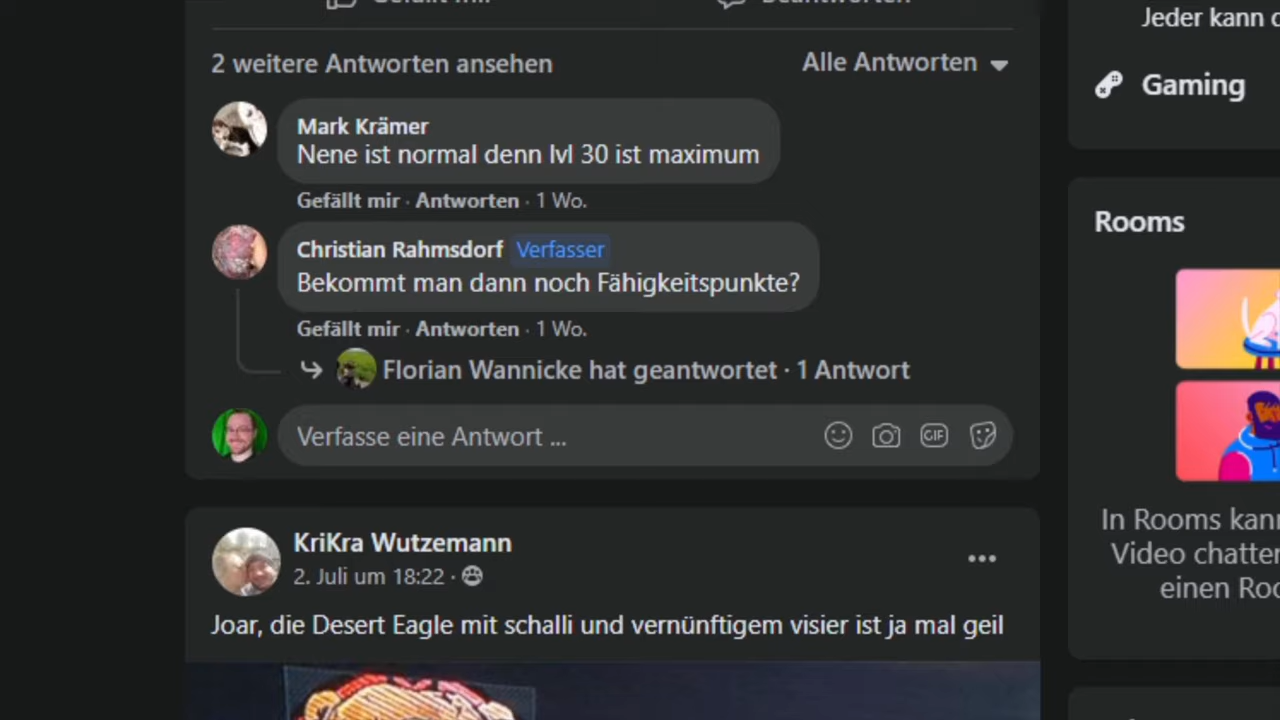 Gefällt mir
Beantworten
2 weitere Antworten ansehen
Alle Antworten
Mark Krämer
Nene ist normal denn lvl 30 ist maximum
Gefällt mir · Antworten · 1 Wo.
Christian Rahmsdorf Verfasser
Bekommt man dann noch Fähigkeitspunkte?
Gefällt mir · Antworten · 1 Wo.
Florian Wannicke hat geantwortet · 1 Antwort
Verfasse eine Antwort ...
GIF
KriKra Wutzemann
2. Juli um 18:22 ·
Joar, die Desert Eagle mit schalli und vernünftigem visier ist ja mal geil
Jeder kann
Gaming
Rooms
In Rooms
Video
einen